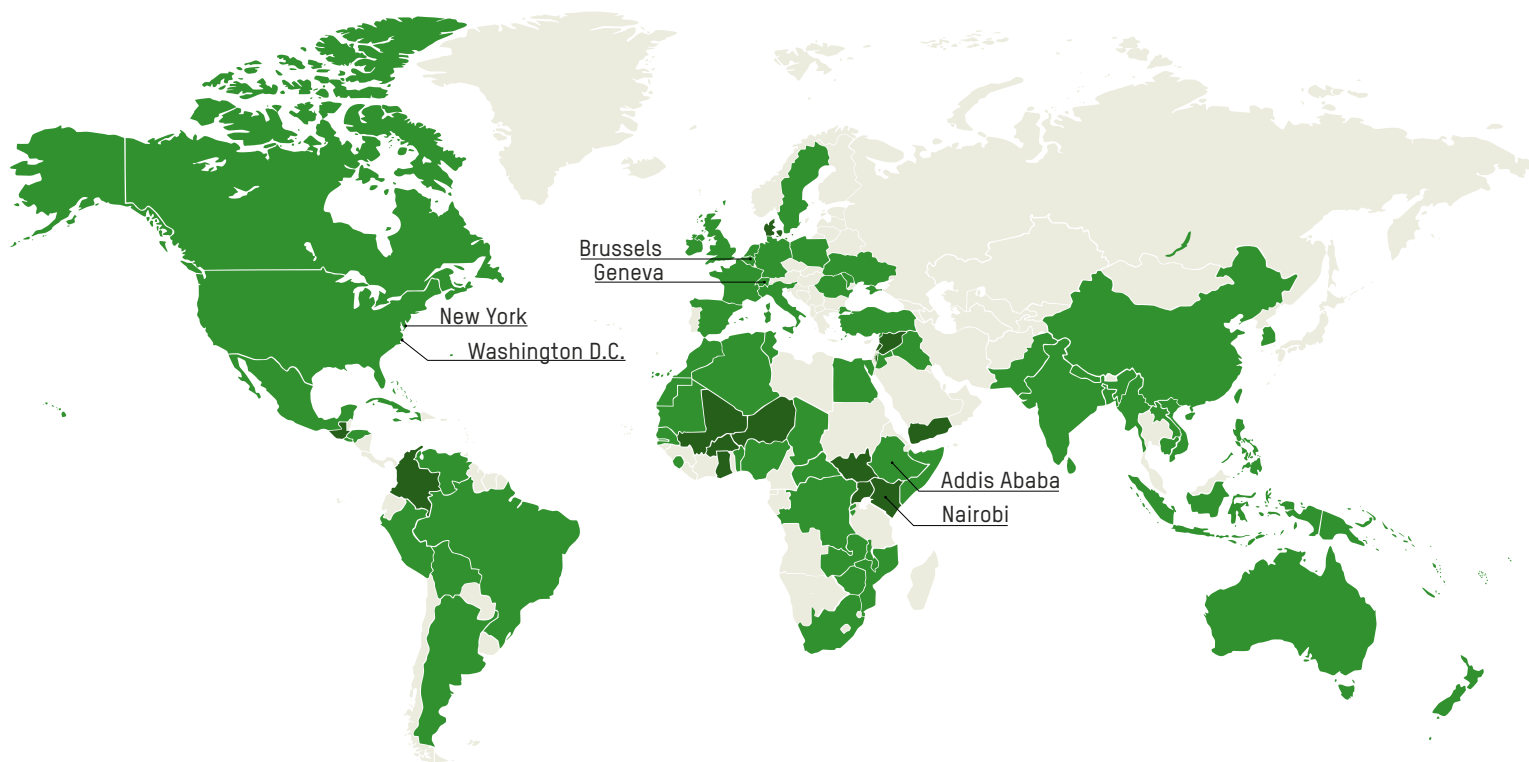 Brussels
Geneva
New York
Washington D.C.
Addis Ababa
Nairobi